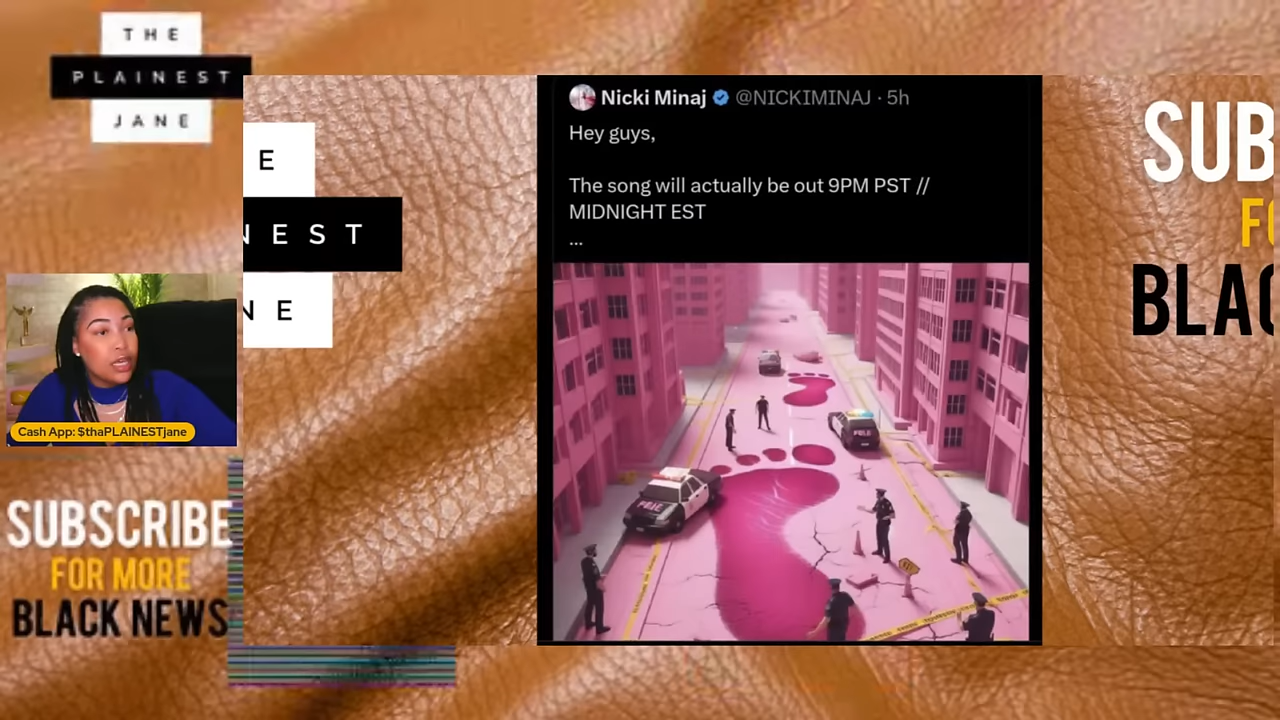 THE
PLAINEST
JANE
E
NEST
NE
Nicki Minaj @NICKIMINAJ · 5h
Hey guys,
The song will actually be out 9PM PST //
MIDNIGHT EST
...
SUB
FO
BLAC
Cash App: $thaPLAINESTjane
SUBSCRIBE
FOR MORE
BLACK NEWS